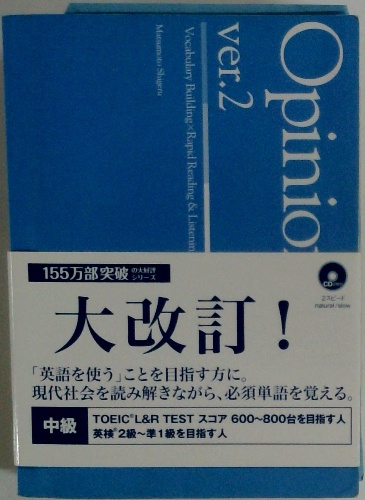 Opinion
ver.2
Vocabulary Building×Rapid Reading & Listening
Matsumoto Shigeru
155万部突破の大好評シリーズ
CD
2スピード
natural / slow
大改訂！
「英語を使う」ことを目指す方に。
現代社会を読み解きながら、必須単語を覚える。
中級
TOEIC®L&R TEST スコア 600～800台を目指す人
英検®2級～準1級を目指す人